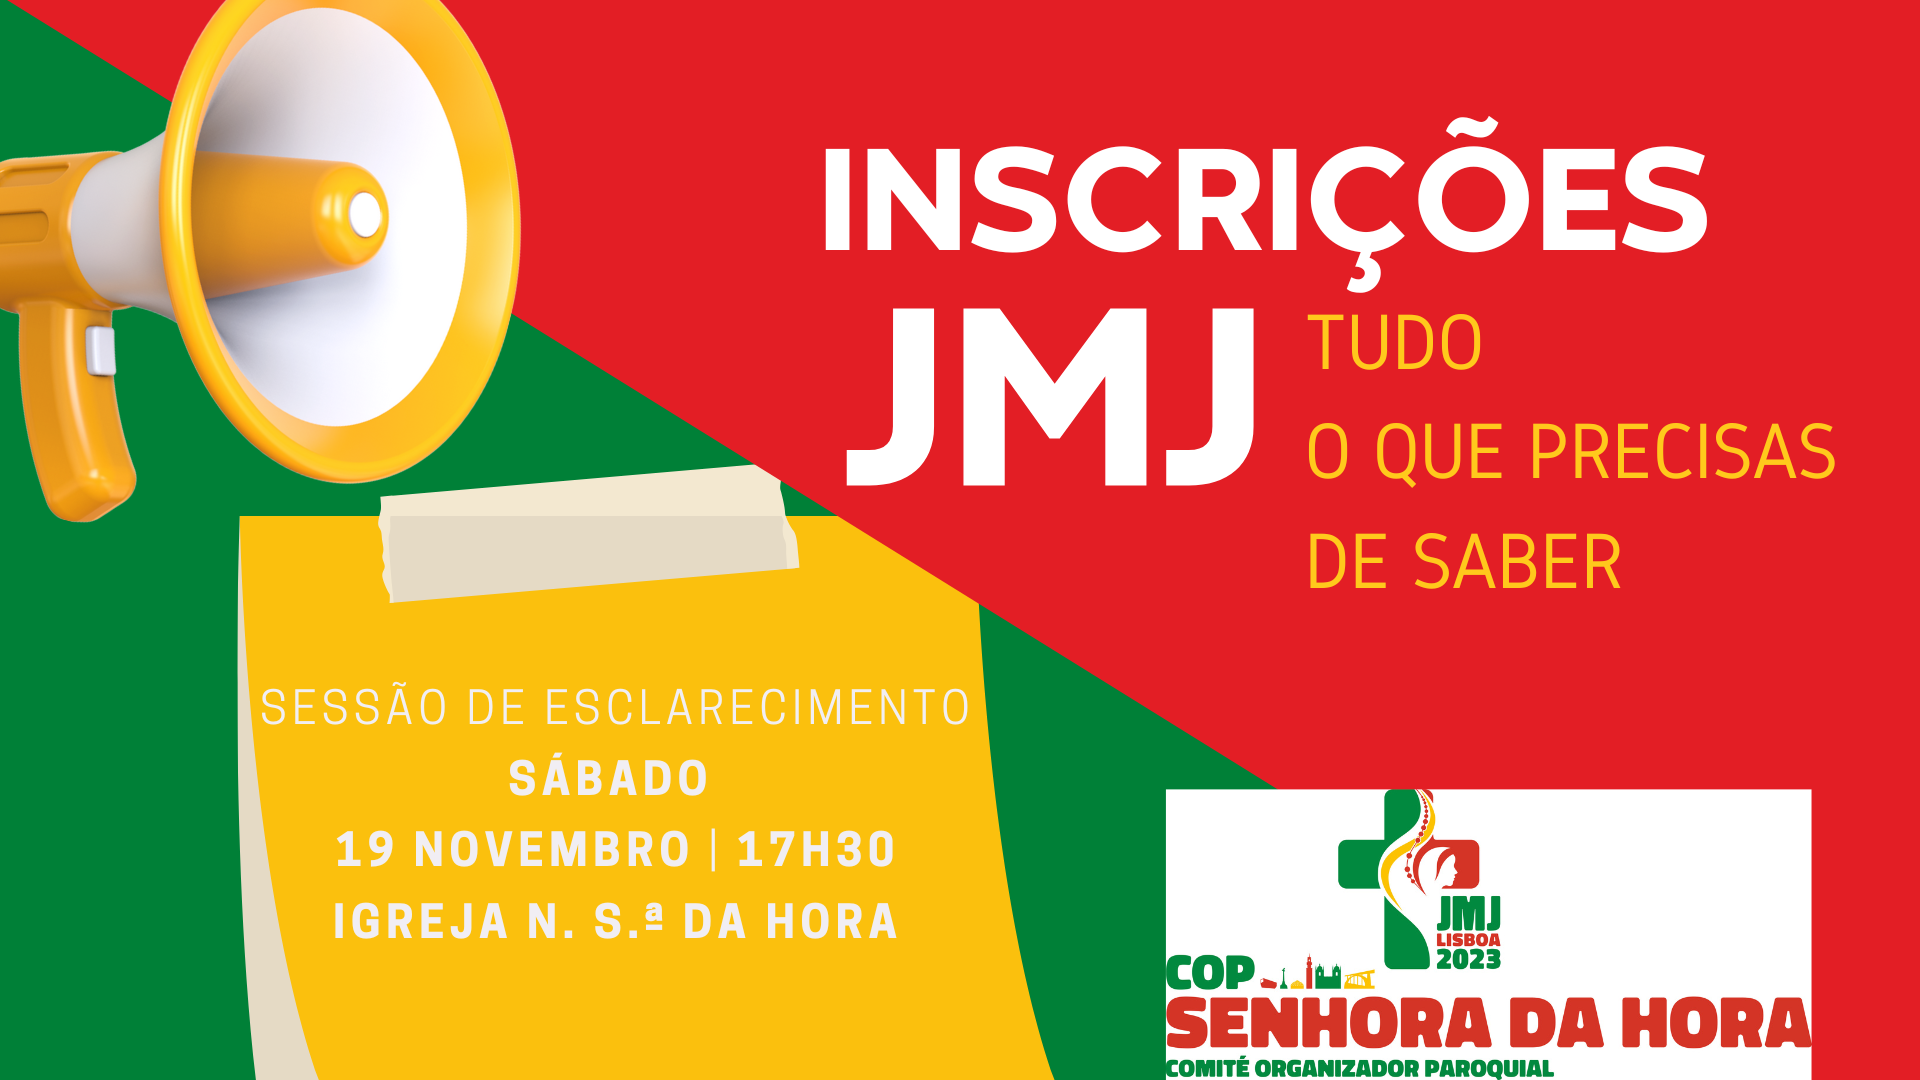 INSCRIÇÕES
JMJ
TUDO
O QUE PRECISAS
DE SABER
SESSÃO DE ESCLARECIMENTO
SÁBADO
19 NOVEMBRO | 17H30
IGREJA N. S.ª DA HORA
JMJ
LISBOA
2023
COP
SENHORA DA HORA
COMITÉ ORGANIZADOR PAROQUIAL